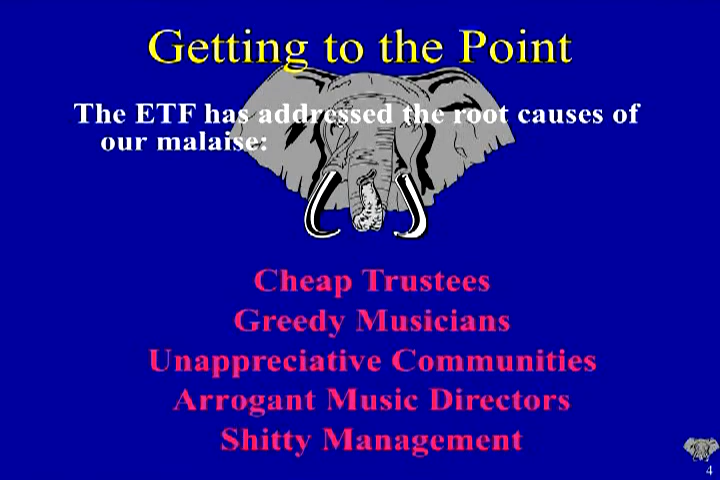 Getting to the Point
The ETF has addressed the root causes of
our malaise:
Cheap Trustees
Greedy Musicians
Unappreciative Communities
Arrogant Music Directors
Shitty Management
4